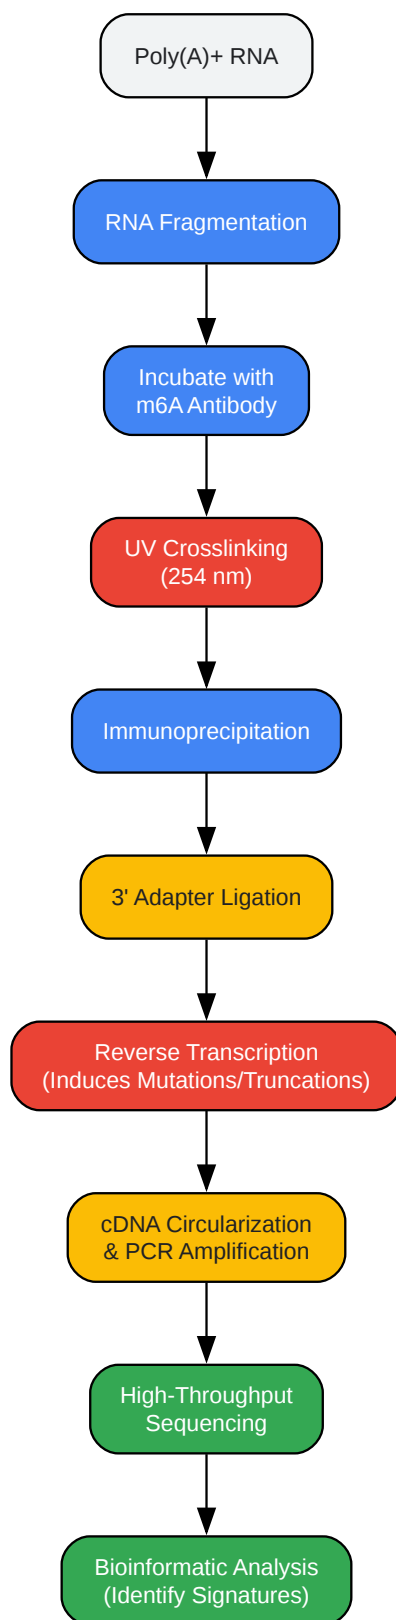 Poly(A)+ RNA
RNA Fragmentation
Incubate with
m6A Antibody
UV Crosslinking
(254 nm)
Immunoprecipitation
3' Adapter Ligation
Reverse Transcription
(Induces Mutations/Truncations)
cDNA Circularization
& PCR Amplification
High-Throughput
Sequencing
Bioinformatic Analysis
(Identify Signatures)